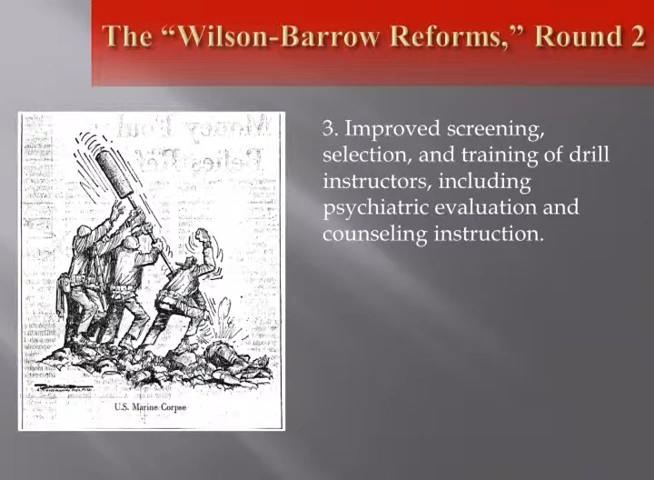 The “Wilson-Barrow Reforms,” Round 2
3. Improved screening,
selection, and training of drill
instructors, including
psychiatric evaluation and
counseling instruction.
U.S. Marine Corpse